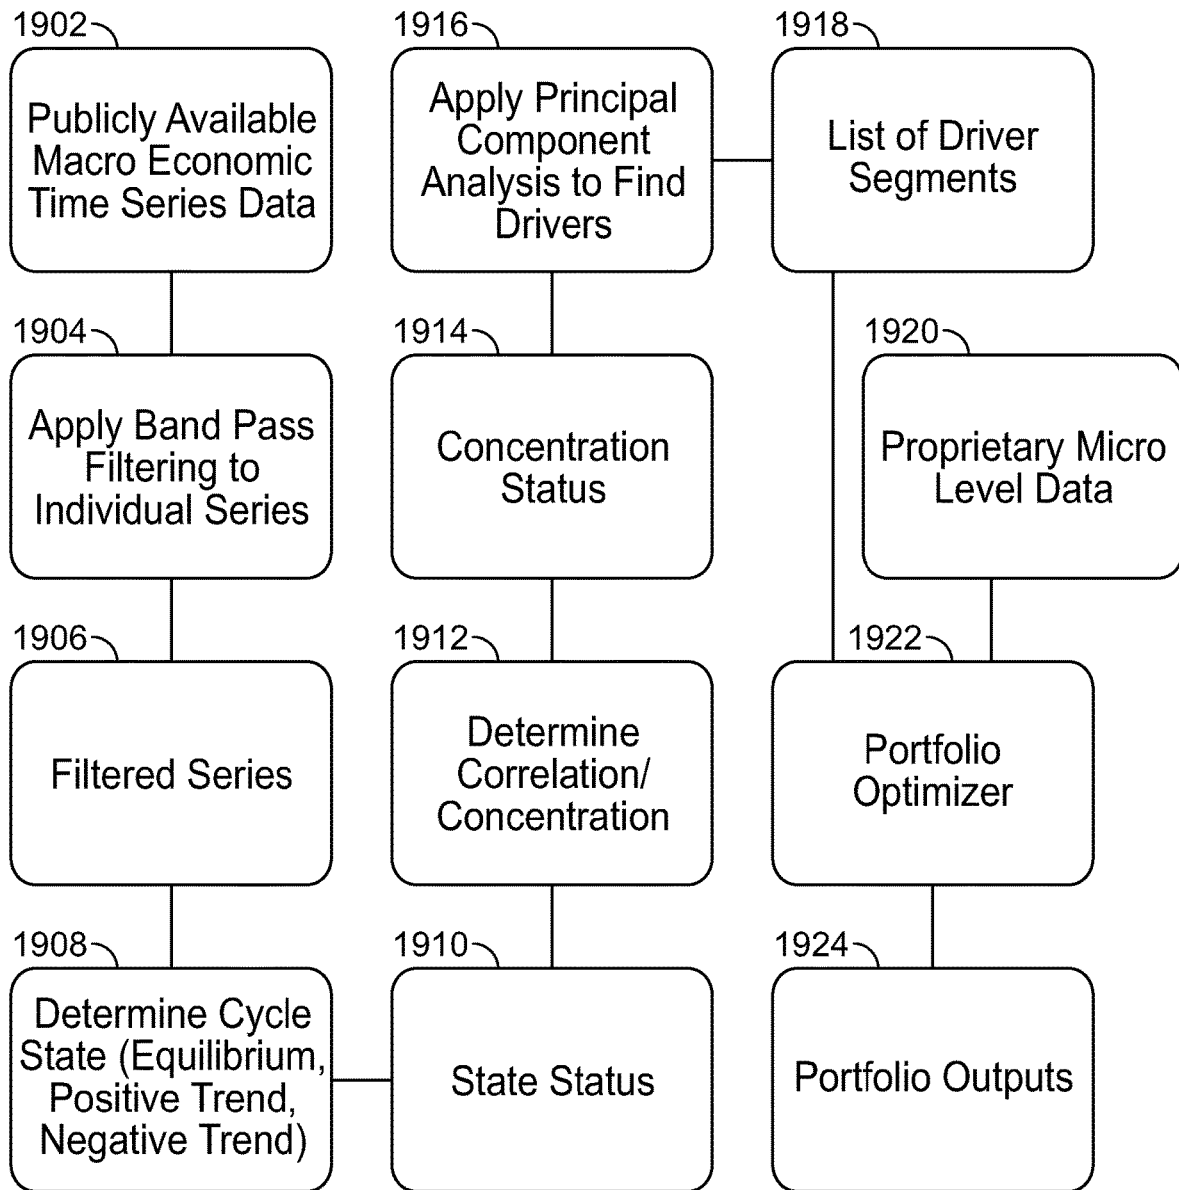 1902
Publicly Available
Macro Economic
Time Series Data
1904
Apply Band Pass
Filtering to
Individual Series
1906
Filtered Series
1908
Determine Cycle
State (Equilibrium,
Positive Trend,
Negative Trend)
1910
State Status
1912
Determine
Correlation/
Concentration
1914
Concentration
Status
1916
Apply Principal
Component
Analysis to Find
Drivers
1918
List of Driver
Segments
1920
Proprietary Micro
Level Data
1922
Portfolio
Optimizer
1924
Portfolio Outputs